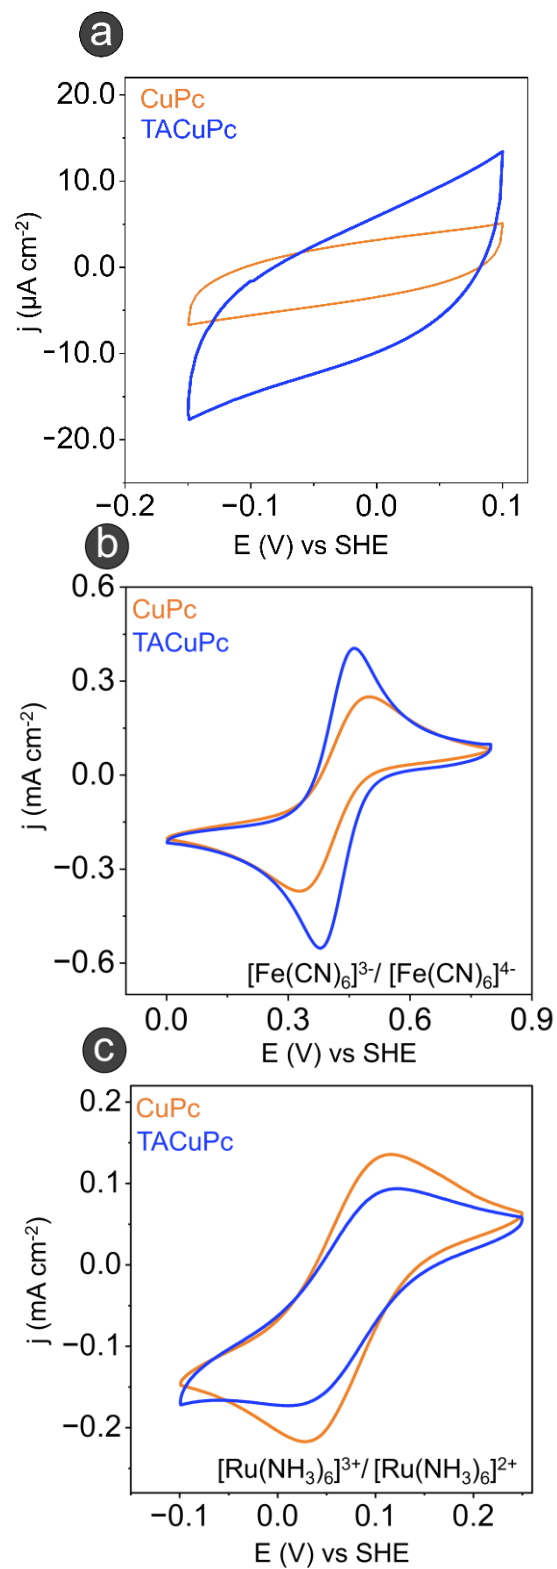 a
20.0
CuPc
TACuPc
10.0
0.0
−10.0
−20.0
j (µA cm⁻²)
−0.2 −0.1 0.0 0.1
E (V) vs SHE
b
0.6
CuPc
TACuPc
0.3
0.0
−0.3
−0.6
j (mA cm⁻²)
[Fe(CN)₆]³⁻/ [Fe(CN)₆]⁴⁻
0.0 0.3 0.6 0.9
E (V) vs SHE
c
0.2
CuPc
TACuPc
0.1
0.0
−0.1
−0.2
j (mA cm⁻²)
[Ru(NH₃)₆]³⁺/ [Ru(NH₃)₆]²⁺
−0.1 0.0 0.1 0.2
E (V) vs SHE